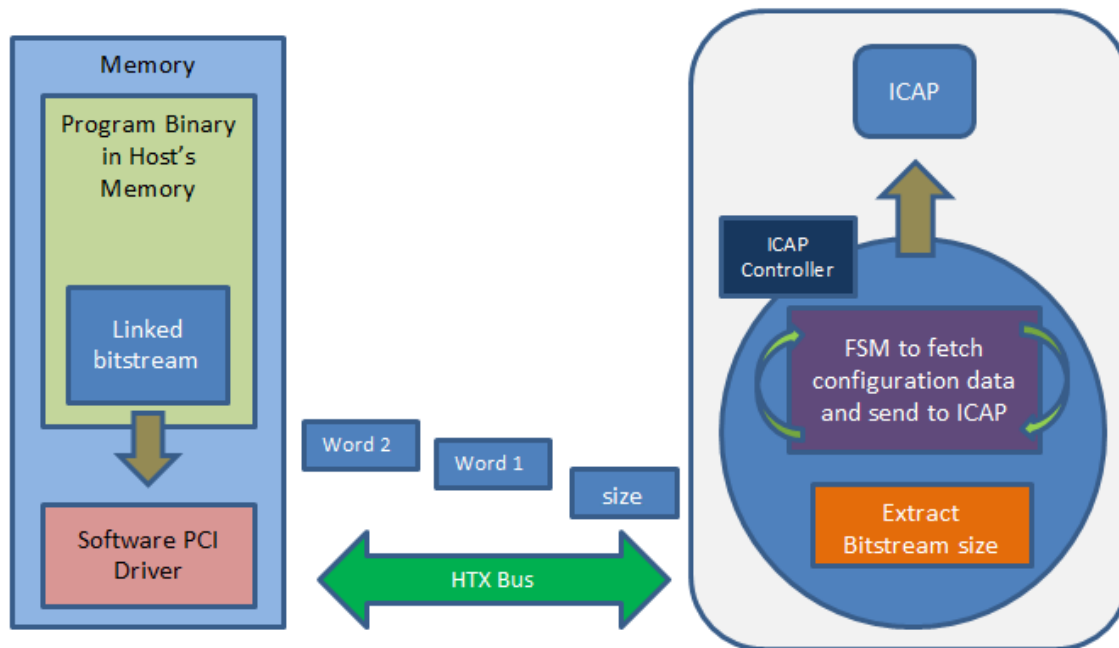 Memory
Program Binary
in Host's
Memory
Linked
bitstream
Software PCI
Driver
Word 2
Word 1
size
HTX Bus
ICAP
ICAP
Controller
FSM to fetch
configuration data
and send to ICAP
Extract
Bitstream size